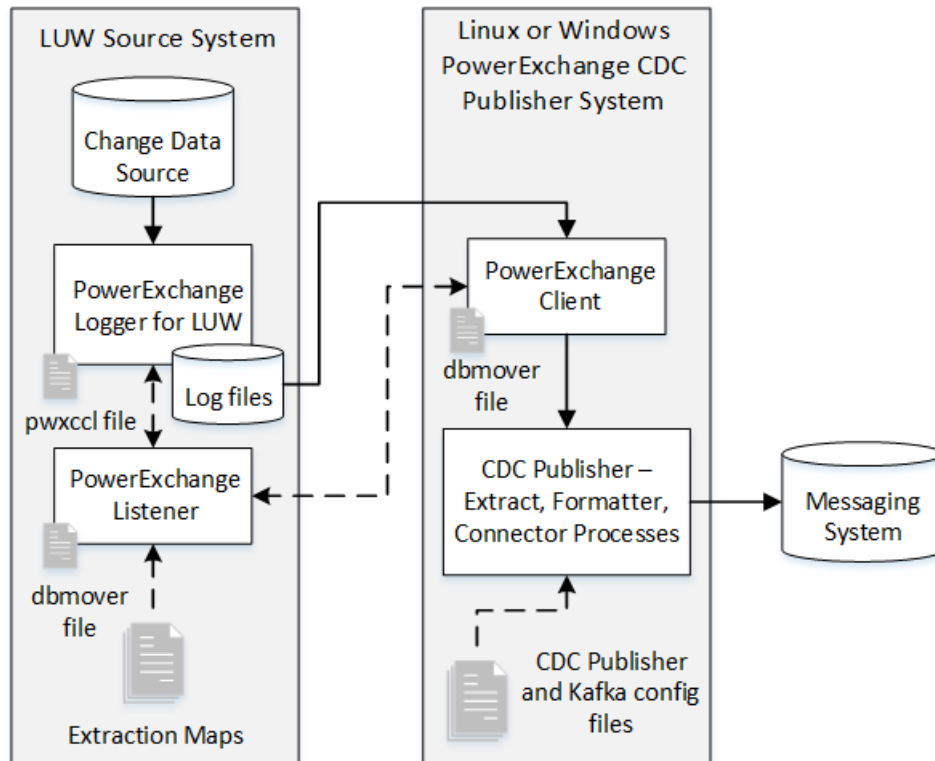 LUW Source System
Change Data
Source
PowerExchange
Logger for LUW
Log files
pwxccl file
PowerExchange
Listener
dbmover
file
Extraction Maps
Linux or Windows
PowerExchange CDC
Publisher System
PowerExchange
Client
dbmover
file
CDC Publisher –
Extract, Formatter,
Connector Processes
CDC Publisher
and Kafka config
files
Messaging
System